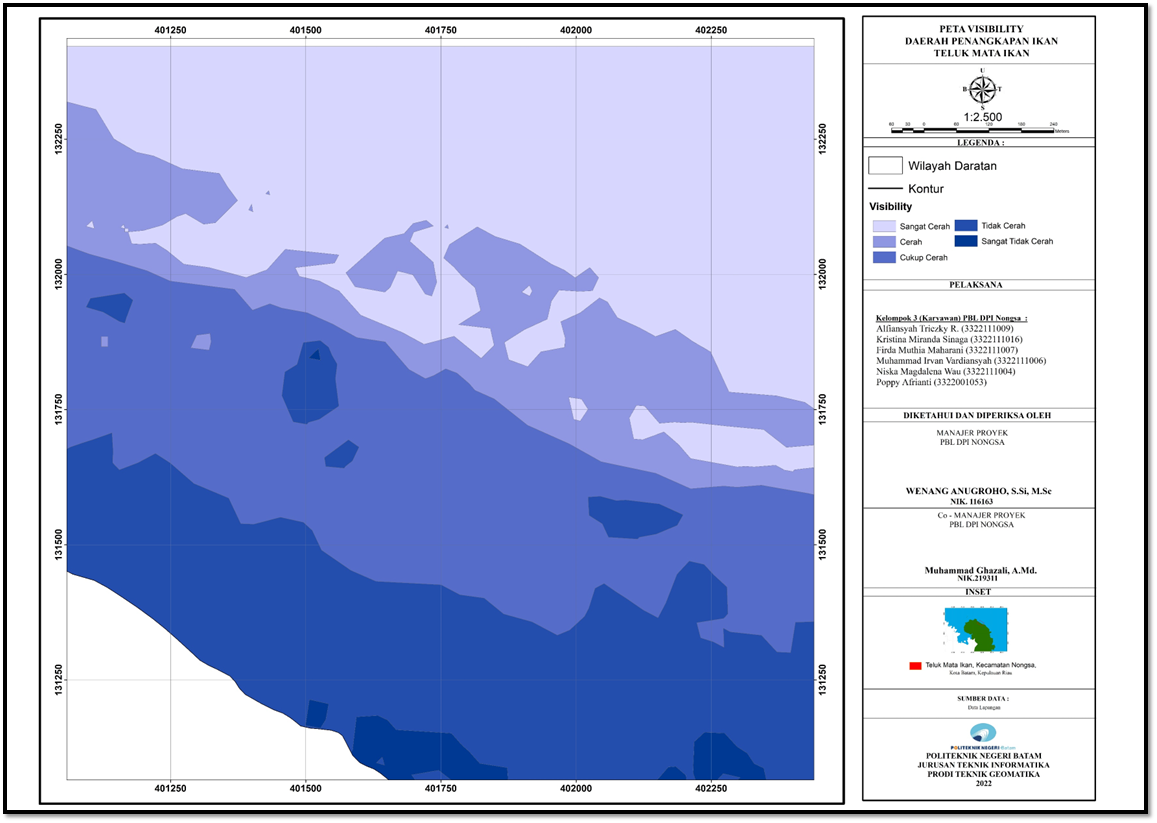 401250 401500 401750 402000 402250
132250 132250
132000 132000
131750 131750
131500 131500
131250 131250
401250 401500 401750 402000 402250
PETA VISIBILITY
DAERAH PENANGKAPAN IKAN
TELUK MATA IKAN
U
B T
S
1:2.500
60 30 0 60 120 180 240
Meters
LEGENDA :
Wilayah Daratan
Kontur
Visibility
Sangat Cerah Tidak Cerah
Cerah Sangat Tidak Cerah
Cukup Cerah
PELAKSANA
Kelompok 3 (Karyawan) PBL DPI Nongsa :
Alfiansyah Triczky R. (3322111009)
Kristina Miranda Sinaga (3322111016)
Firda Muthia Maharani (3322111007)
Muhammad Irvan Vardiansyah (3322111006)
Niska Magdalena Wau (3322111004)
Poppy Afrianti (3322001053)
DIKETAHUI DAN DIPERIKSA OLEH
MANAJER PROYEK
PBL DPI NONGSA
WENANG ANUGROHO, S.Si, M.Sc
NIK. 116163
Co - MANAJER PROYEK
PBL DPI NONGSA
Muhammad Ghazali, A.Md.
NIK.219311
INSET
Teluk Mata Ikan, Kecamatan Nongsa,
Kota Batam, Kepulauan Riau
SUMBER DATA :
Data Lapangan
POLITEKNIK NEGERI Batam
POLITEKNIK NEGERI BATAM
JURUSAN TEKNIK INFORMATIKA
PRODI TEKNIK GEOMATIKA
2022